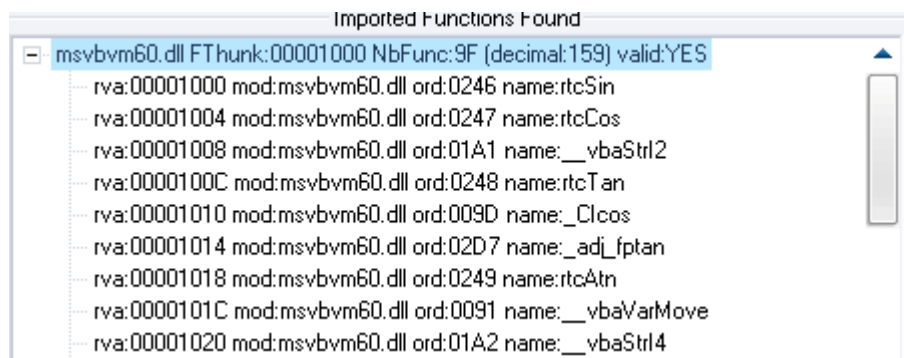 Imported Functions Found
msvbvm60.dll FThunk:00001000 NbFunc:9F (decimal:159) valid:YES
rva:00001000 mod:msvbvm60.dll ord:0246 name:rtcSin
rva:00001004 mod:msvbvm60.dll ord:0247 name:rtcCos
rva:00001008 mod:msvbvm60.dll ord:01A1 name:__vbaStrI2
rva:0000100C mod:msvbvm60.dll ord:0248 name:rtcTan
rva:00001010 mod:msvbvm60.dll ord:009D name:_CIcos
rva:00001014 mod:msvbvm60.dll ord:02D7 name:_adj_fptan
rva:00001018 mod:msvbvm60.dll ord:0249 name:rtcAtn
rva:0000101C mod:msvbvm60.dll ord:0091 name:__vbaVarMove
rva:00001020 mod:msvbvm60.dll ord:01A2 name:__vbaStrI4